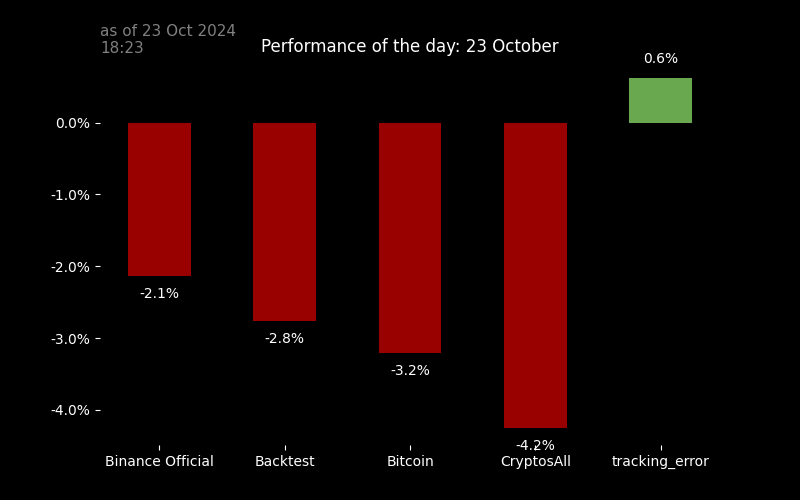 as of 23 Oct 2024
18:23
Performance of the day: 23 October
0.6%
0.0%
-1.0%
-2.0%
-3.0%
-4.0%
-2.1%
-2.8%
-3.2%
-4.2%
Binance Official
Backtest
Bitcoin
CryptosAll
tracking_error